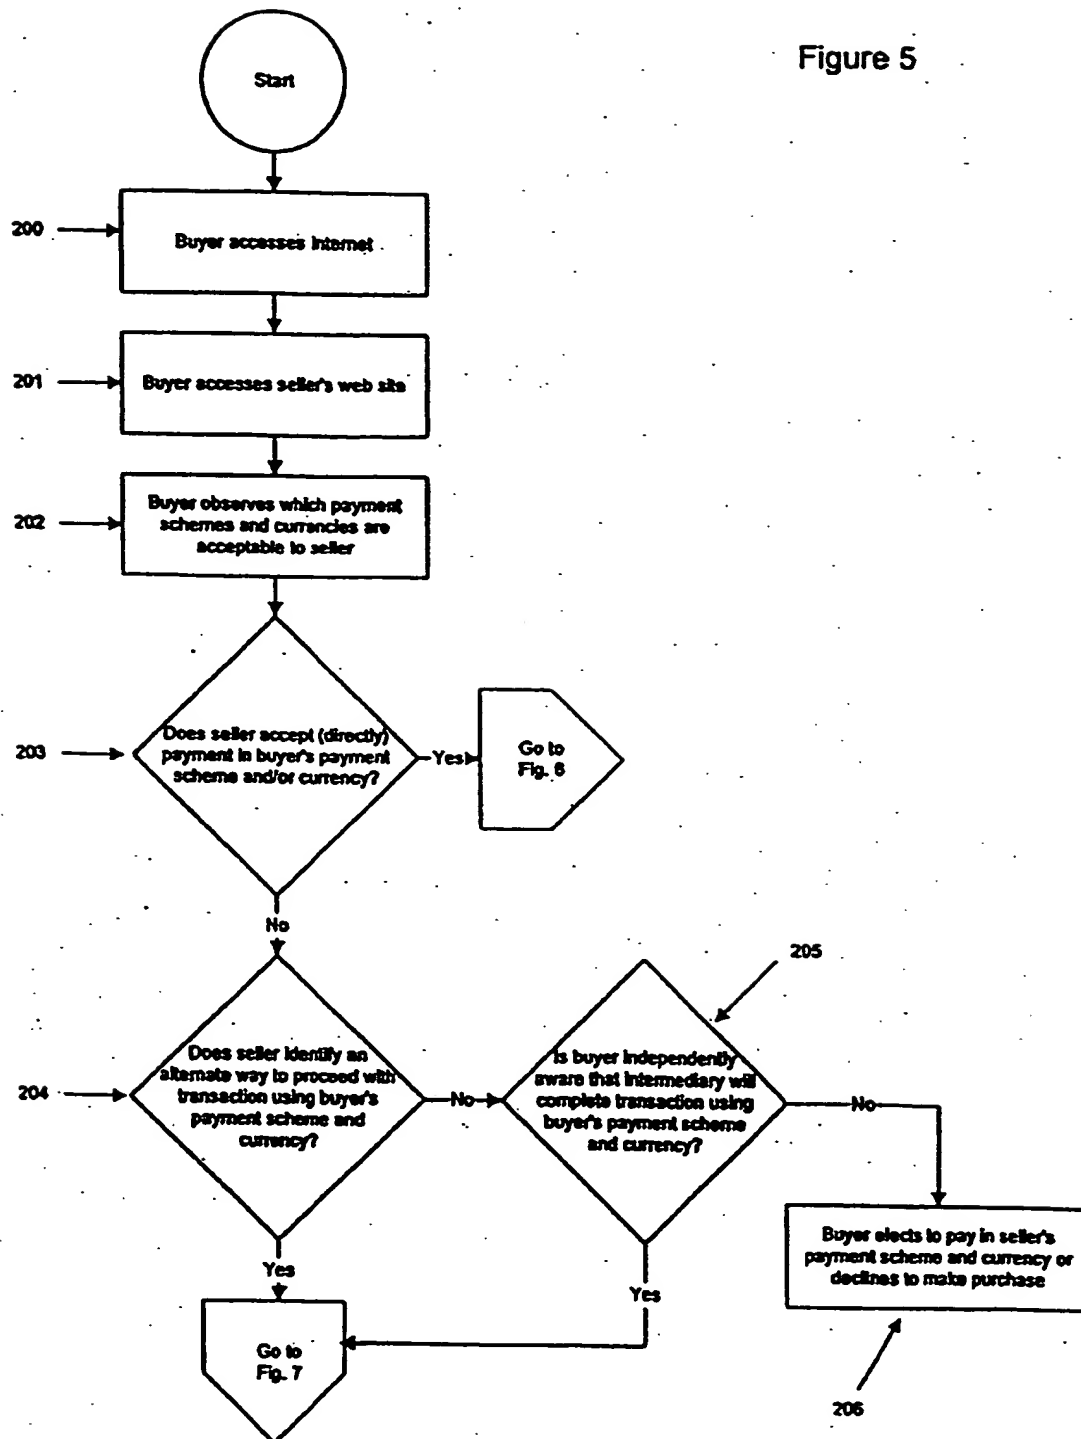 Figure 5
Start
200
Buyer accesses Internet
201
Buyer accesses seller's web site
202
Buyer observes which payment
schemes and currencies are
acceptable to seller
203
Does seller accept (directly)
payment in buyer's payment
scheme and/or currency?
Yes
Go to
Fig. 6
No
204
Does seller identify an
alternate way to proceed with
transaction using buyer's
payment scheme and
currency?
No
205
Is buyer independently
aware that intermediary will
complete transaction using
buyer's payment scheme
and currency?
No
Buyer elects to pay in seller's
payment scheme and currency or
declines to make purchase
206
Yes
Yes
Go to
Fig. 7